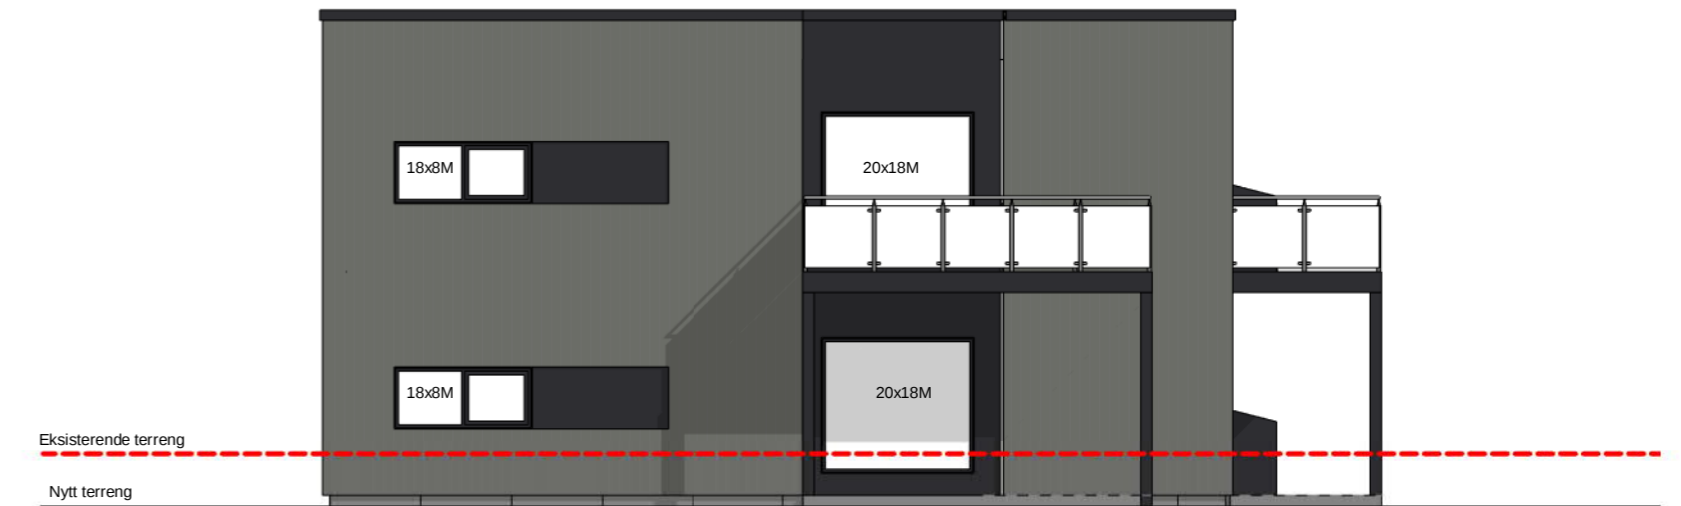 18x8M
20x18M
18x8M
20x18M
Eksisterende terreng
Nytt terreng